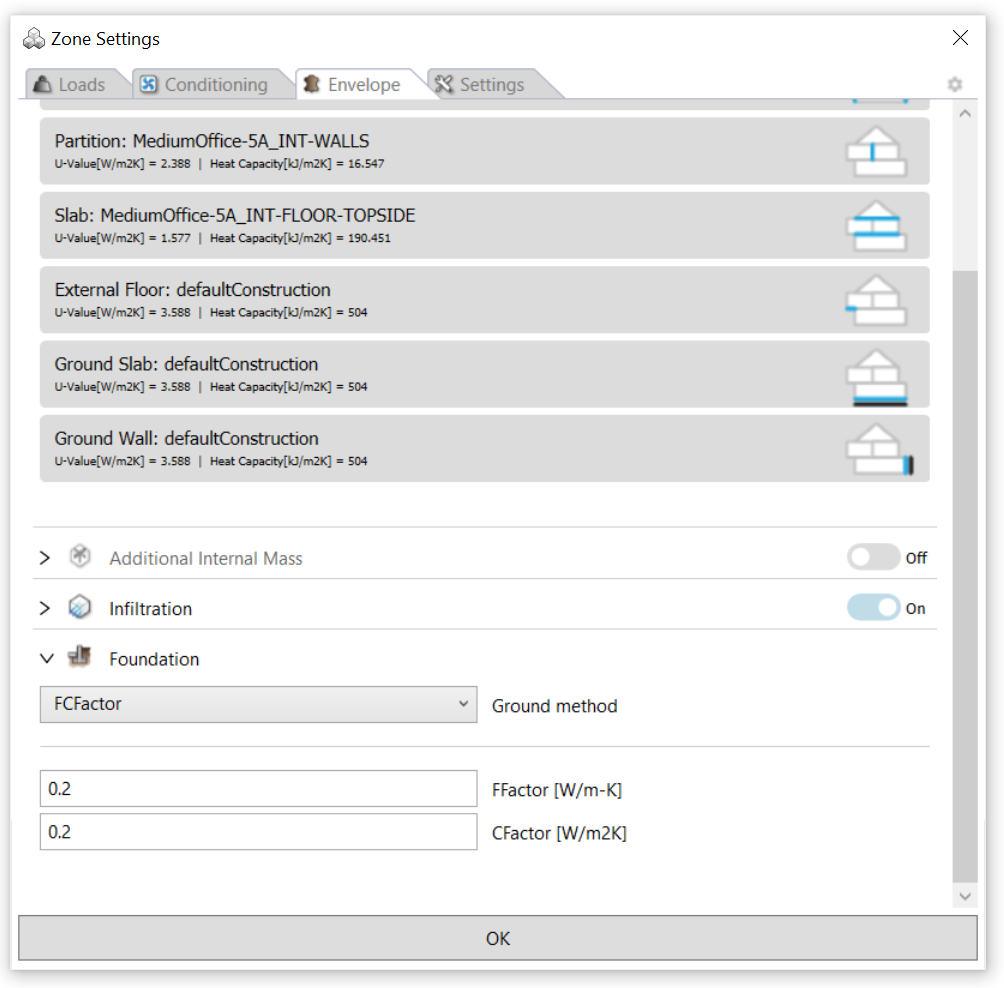 Zone Settings
Loads Conditioning Envelope Settings
Partition: MediumOffice-5A_INT-WALLS
U-Value[W/m2K] = 2.388 | Heat Capacity[kJ/m2K] = 16.547
Slab: MediumOffice-5A_INT-FLOOR-TOPSIDE
U-Value[W/m2K] = 1.577 | Heat Capacity[kJ/m2K] = 190.451
External Floor: defaultConstruction
U-Value[W/m2K] = 3.588 | Heat Capacity[kJ/m2K] = 504
Ground Slab: defaultConstruction
U-Value[W/m2K] = 3.588 | Heat Capacity[kJ/m2K] = 504
Ground Wall: defaultConstruction
U-Value[W/m2K] = 3.588 | Heat Capacity[kJ/m2K] = 504
Additional Internal Mass Off
Infiltration On
Foundation
FCFactor Ground method
0.2 FFactor [W/m-K]
0.2 CFactor [W/m2K]
OK